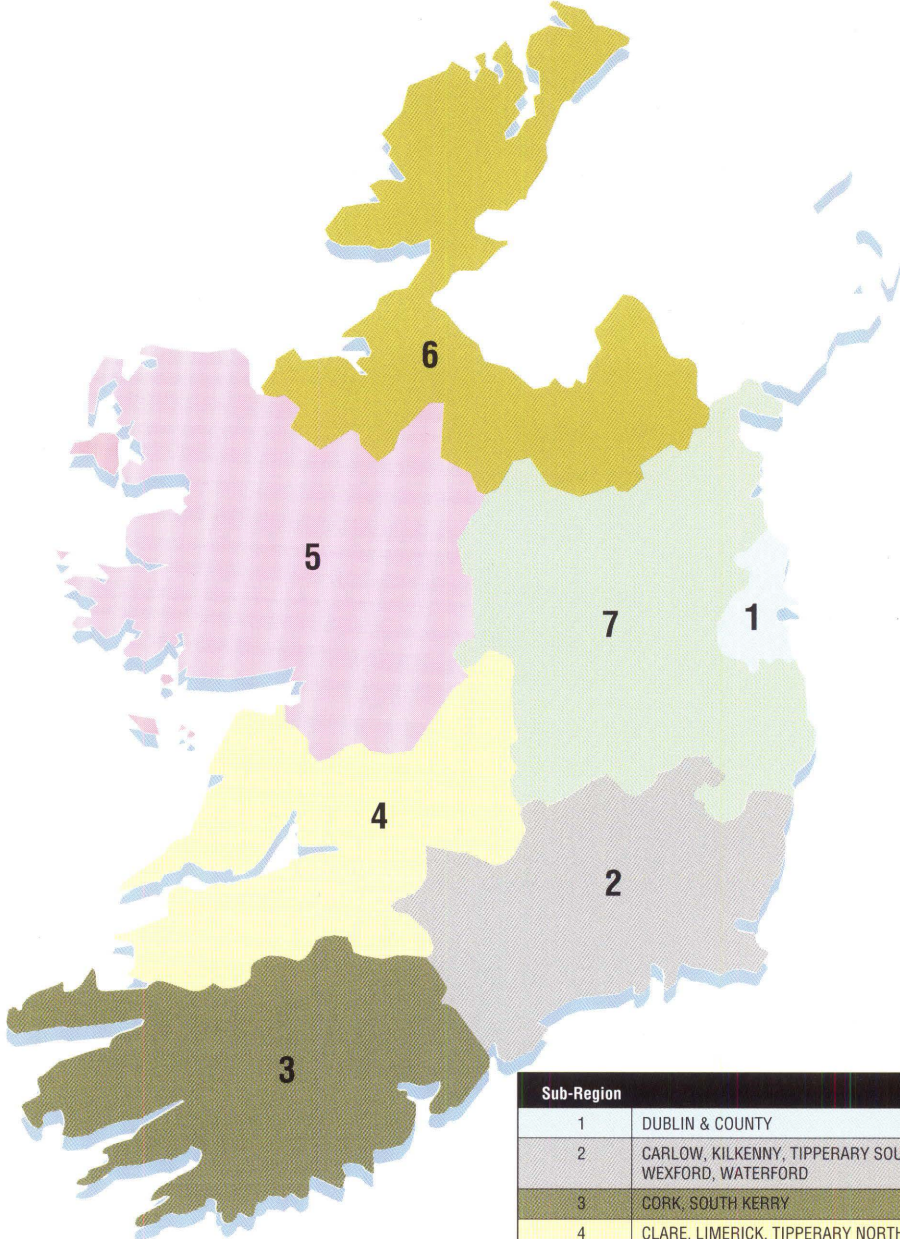 6
5
7
1
4
2
3
Sub-Region
1 DUBLIN & COUNTY
2 CARLOW, KILKENNY, TIPPERARY SOU
WEXFORD, WATERFORD
3 CORK, SOUTH KERRY
4 CLARE, LIMERICK, TIPPERARY NORTH